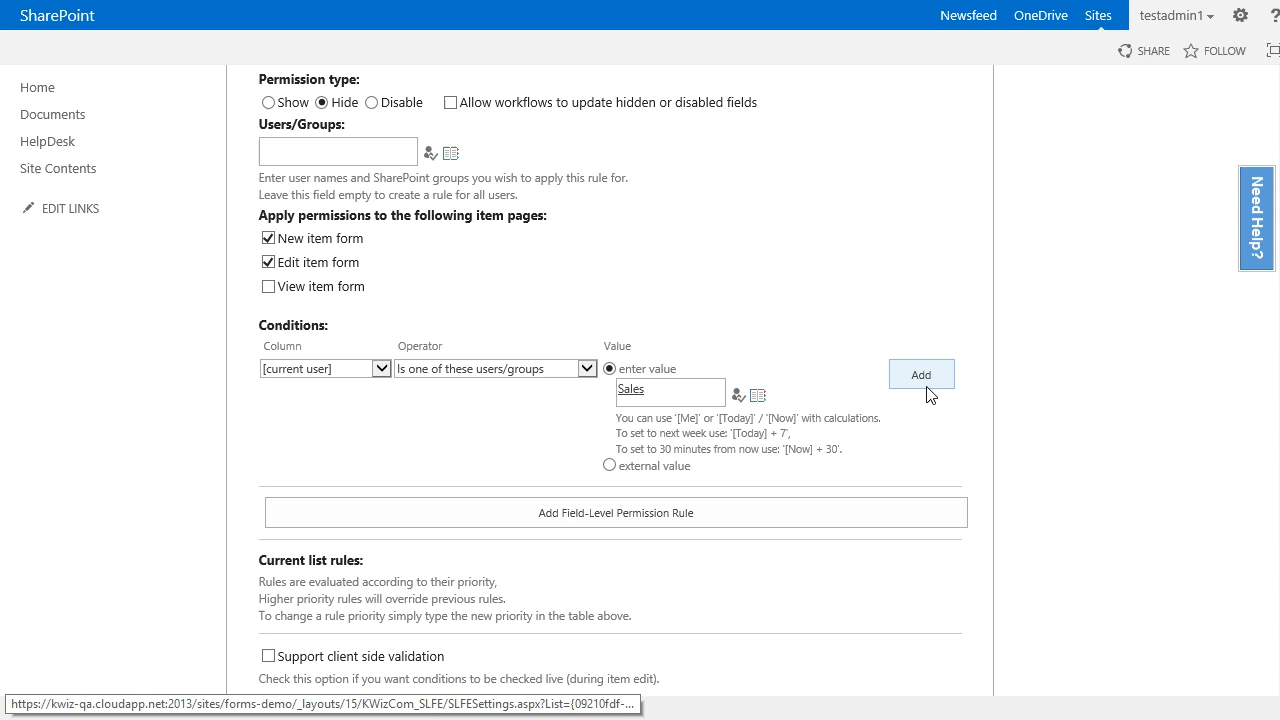 SharePoint
Newsfeed OneDrive Sites testadmin1 ?
SHARE FOLLOW
Home
Documents
HelpDesk
Site Contents
EDIT LINKS
Permission type:
Show Hide Disable Allow workflows to update hidden or disabled fields
Users/Groups:
Enter user names and SharePoint groups you wish to apply this rule for.
Leave this field empty to create a rule for all users.
Apply permissions to the following item pages:
New item form
Edit item form
View item form
Need Help?
Conditions:
Column Operator Value
[current user] Is one of these users/groups enter value
Add
Sales
You can use '[Me]' or '[Today]' / '[Now]' with calculations.
To set to next week use: '[Today] + 7',
To set to 30 minutes from now use: '[Now] + 30'.
external value
Add Field-Level Permission Rule
Current list rules:
Rules are evaluated according to their priority,
Higher priority rules will override previous rules.
To change a rule priority simply type the new priority in the table above.
Support client side validation
Check this option if you want conditions to be checked live (during item edit).
https://kwiz-qa.cloudapp.net:2013/sites/forms-demo/_layouts/15/KWizCom_SLFE/SLFESettings.aspx?List={09210fdf-...